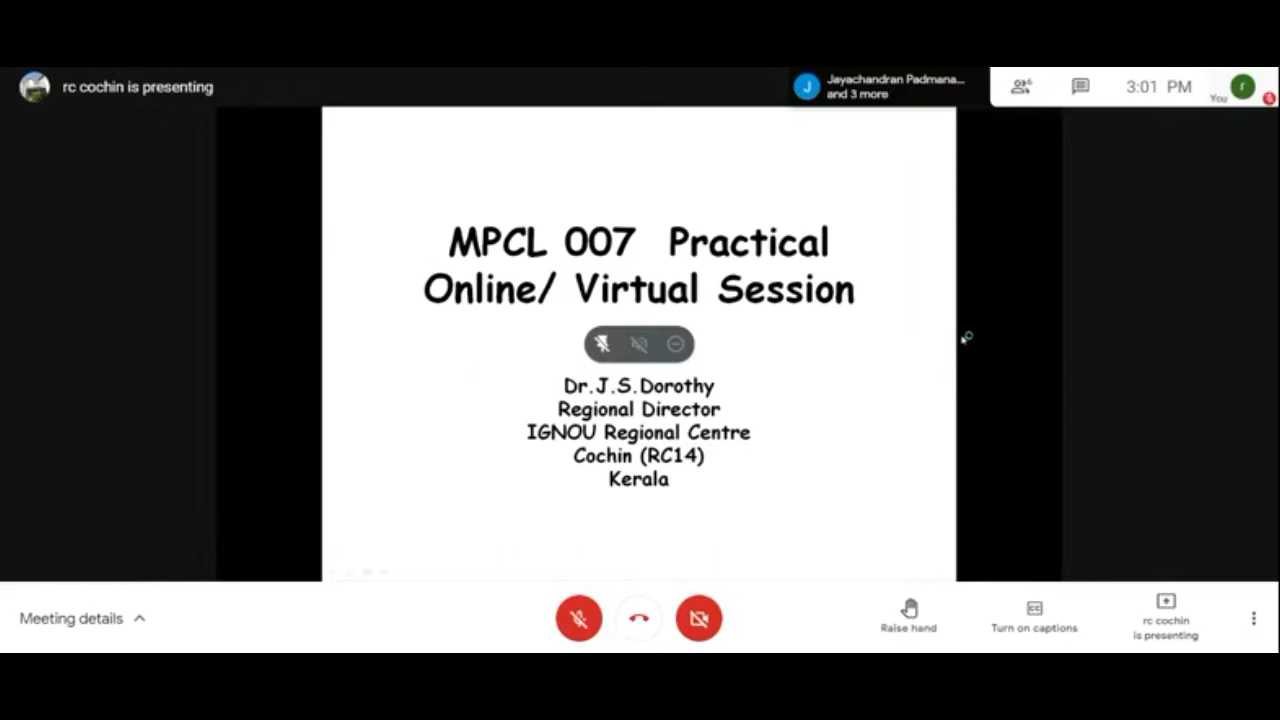 rc cochin is presenting
J
Jayachandran Padmana...
and 3 more
3:01 PM
You
r
MPCL 007 Practical
Online/ Virtual Session
Dr.J.S.Dorothy
Regional Director
IGNOU Regional Centre
Cochin (RC14)
Kerala
Meeting details
Raise hand
CC
Turn on captions
rc cochin
is presenting